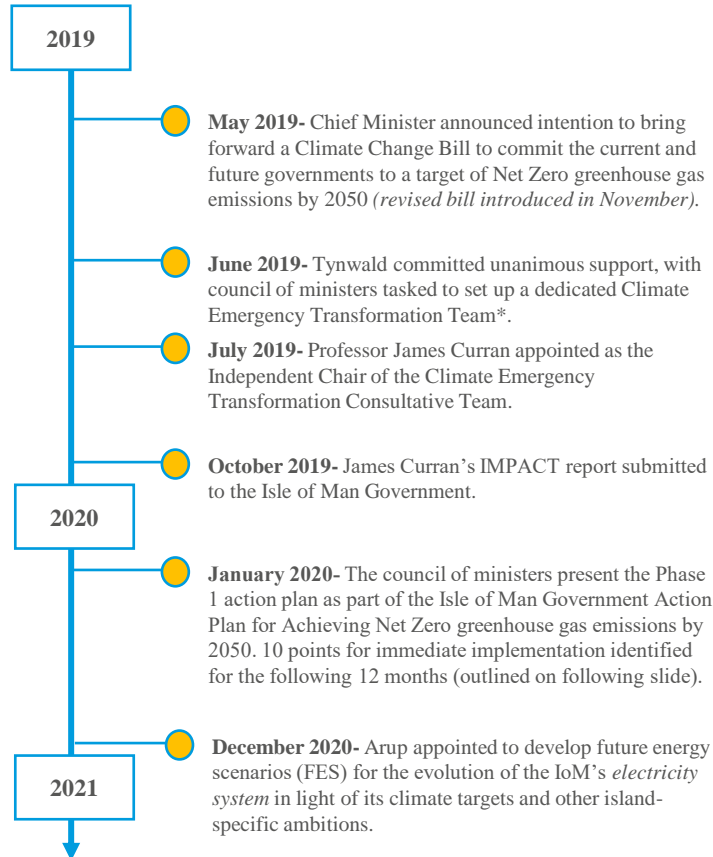 2019
May 2019- Chief Minister announced intention to bring
forward a Climate Change Bill to commit the current and
future governments to a target of Net Zero greenhouse gas
emissions by 2050 (revised bill introduced in November).
June 2019- Tynwald committed unanimous support, with
council of ministers tasked to set up a dedicated Climate
Emergency Transformation Team*.
July 2019- Professor James Curran appointed as the
Independent Chair of the Climate Emergency
Transformation Consultative Team.
October 2019- James Curran’s IMPACT report submitted
to the Isle of Man Government.
2020
January 2020- The council of ministers present the Phase
1 action plan as part of the Isle of Man Government Action
Plan for Achieving Net Zero greenhouse gas emissions by
2050. 10 points for immediate implementation identified
for the following 12 months (outlined on following slide).
December 2020- Arup appointed to develop future energy
scenarios (FES) for the evolution of the IoM’s electricity
system in light of its climate targets and other island-
specific ambitions.
2021